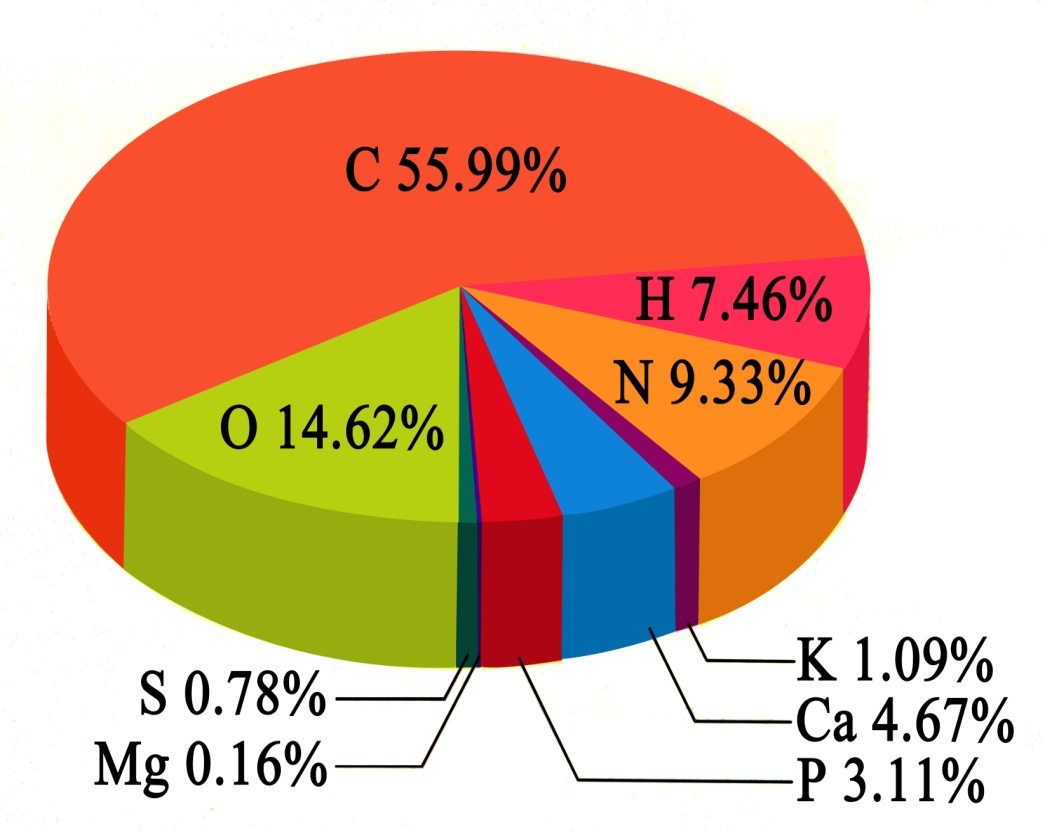 C 55.99%
H 7.46%
N 9.33%
O 14.62%
S 0.78%
Mg 0.16%
K 1.09%
Ca 4.67%
P 3.11%